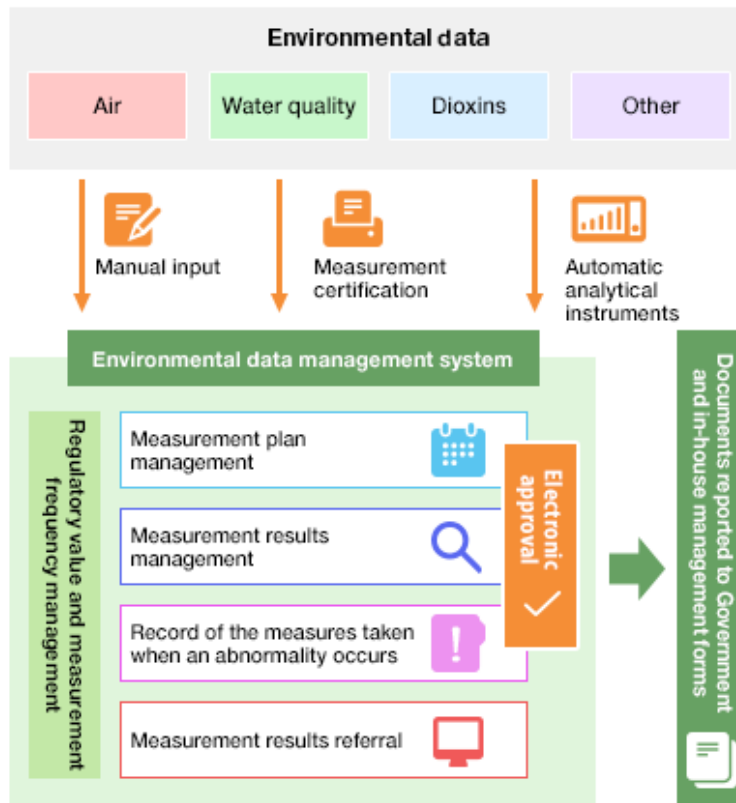 Environmental data
Air
Water quality
Dioxins
Other
Manual input
Measurement
certification
Automatic
analytical
instruments
Environmental data management system
Regulatory value and measurement
frequency management
Measurement plan
management
Measurement results
management
Record of the measures taken
when an abnormality occurs
Measurement results referral
Electronic
approval
Documents reported to Government
and in-house management forms